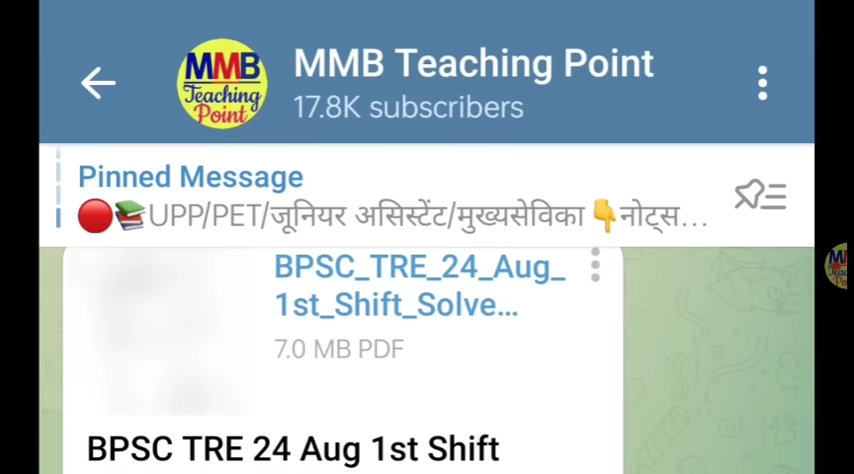 MMB
Teaching
Point
MMB Teaching Point
17.8K subscribers
Pinned Message
🔴📚UPP/PET/जूनियर असिस्टेंट/मुख्यसेविका👇नोट्स...
BPSC_TRE_24_Aug_
1st_Shift_Solve...
7.0 MB PDF
BPSC TRE 24 Aug 1st Shift